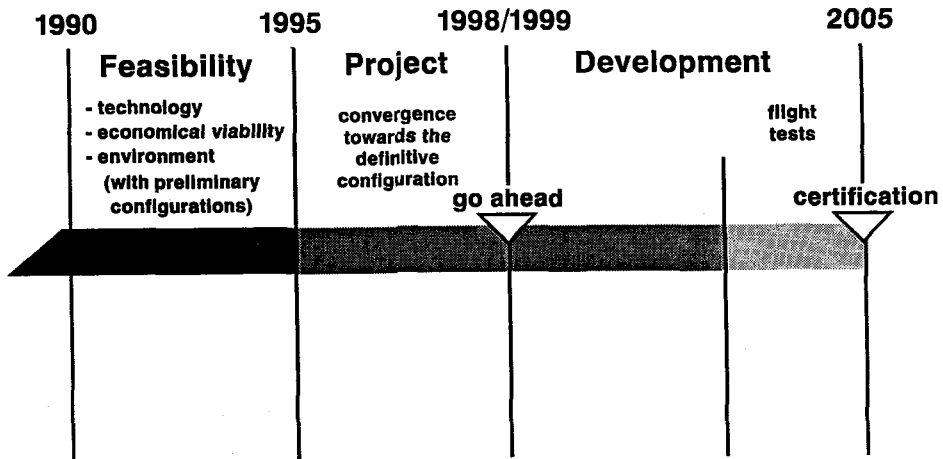 1990
1995
1998/1999
2005
Feasibility
Project
Development
- technology
- economical viability
- environment
(with preliminary
configurations)
convergence
towards the
definitive
configuration
flight
tests
go ahead
certification